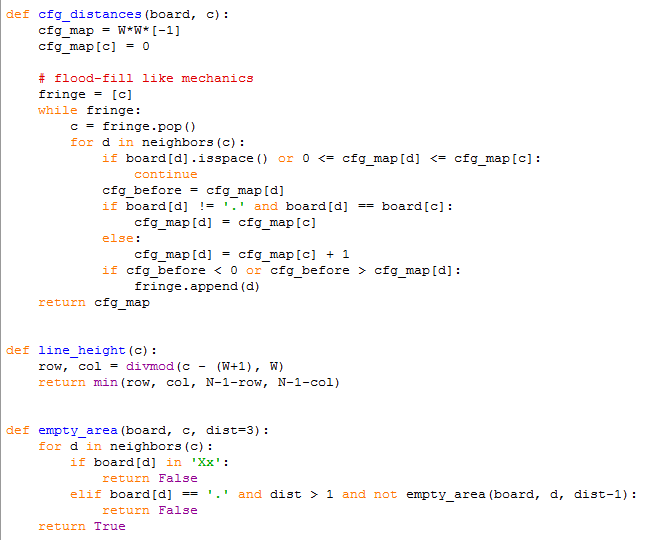 def cfg_distances(board, c):
    cfg_map = W*W*[-1]
    cfg_map[c] = 0

    # flood-fill like mechanics
    fringe = [c]
    while fringe:
        c = fringe.pop()
        for d in neighbors(c):
            if board[d].isspace() or 0 <= cfg_map[d] <= cfg_map[c]:
                continue
            cfg_before = cfg_map[d]
            if board[d] != '.' and board[d] == board[c]:
                cfg_map[d] = cfg_map[c]
            else:
                cfg_map[d] = cfg_map[c] + 1
            if cfg_before < 0 or cfg_before > cfg_map[d]:
                fringe.append(d)
    return cfg_map


def line_height(c):
    row, col = divmod(c - (W+1), W)
    return min(row, col, N-1-row, N-1-col)


def empty_area(board, c, dist=3):
    for d in neighbors(c):
        if board[d] in 'Xx':
            return False
        elif board[d] == '.' and dist > 1 and not empty_area(board, d, dist-1):
            return False
    return True